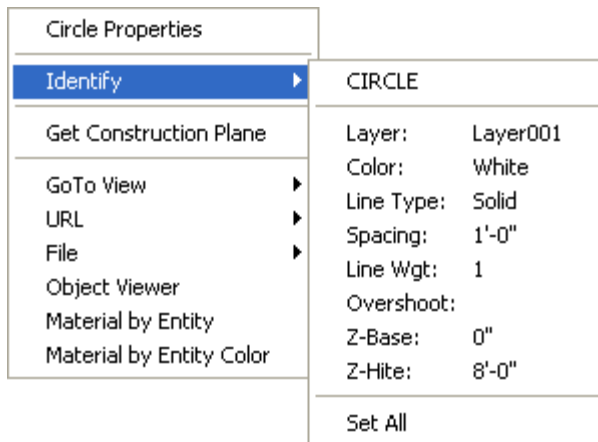 Circle Properties
Identify
Get Construction Plane
GoTo View
URL
File
Object Viewer
Material by Entity
Material by Entity Color
CIRCLE
Layer: Layer001
Color: White
Line Type: Solid
Spacing: 1'-0"
Line Wgt: 1
Overshoot:
Z-Base: 0"
Z-Hite: 8'-0"
Set All